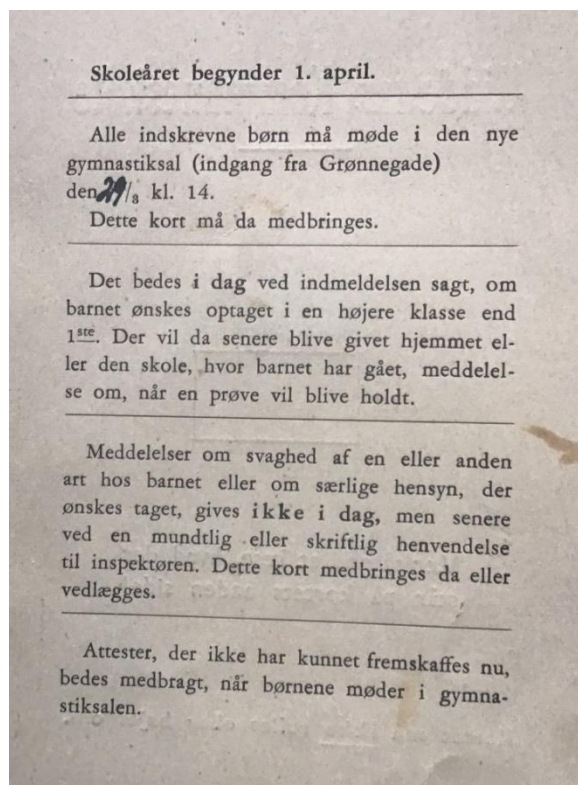 Skoleåret begynder 1. april.
Alle indskrevne børn må møde i den nye
gymnastiksal (indgang fra Grønnegade)
den 29/8 kl. 14.
Dette kort må da medbringes.
Det bedes i dag ved indmeldelsen sagt, om
barnet ønskes optaget i en højere klasse end
1ste. Der vil da senere blive givet hjemmet el-
ler den skole, hvor barnet har gået, meddelel-
se om, når en prøve vil blive holdt.
Meddelelser om svaghed af en eller anden
art hos barnet eller om særlige hensyn, der
ønskes taget, gives ikke i dag, men senere
ved en mundtlig eller skriftlig henvendelse
til inspektøren. Dette kort medbringes da eller
vedlægges.
Attester, der ikke har kunnet fremskaffes nu,
bedes medbragt, når børnene møder i gymna-
stiksalen.